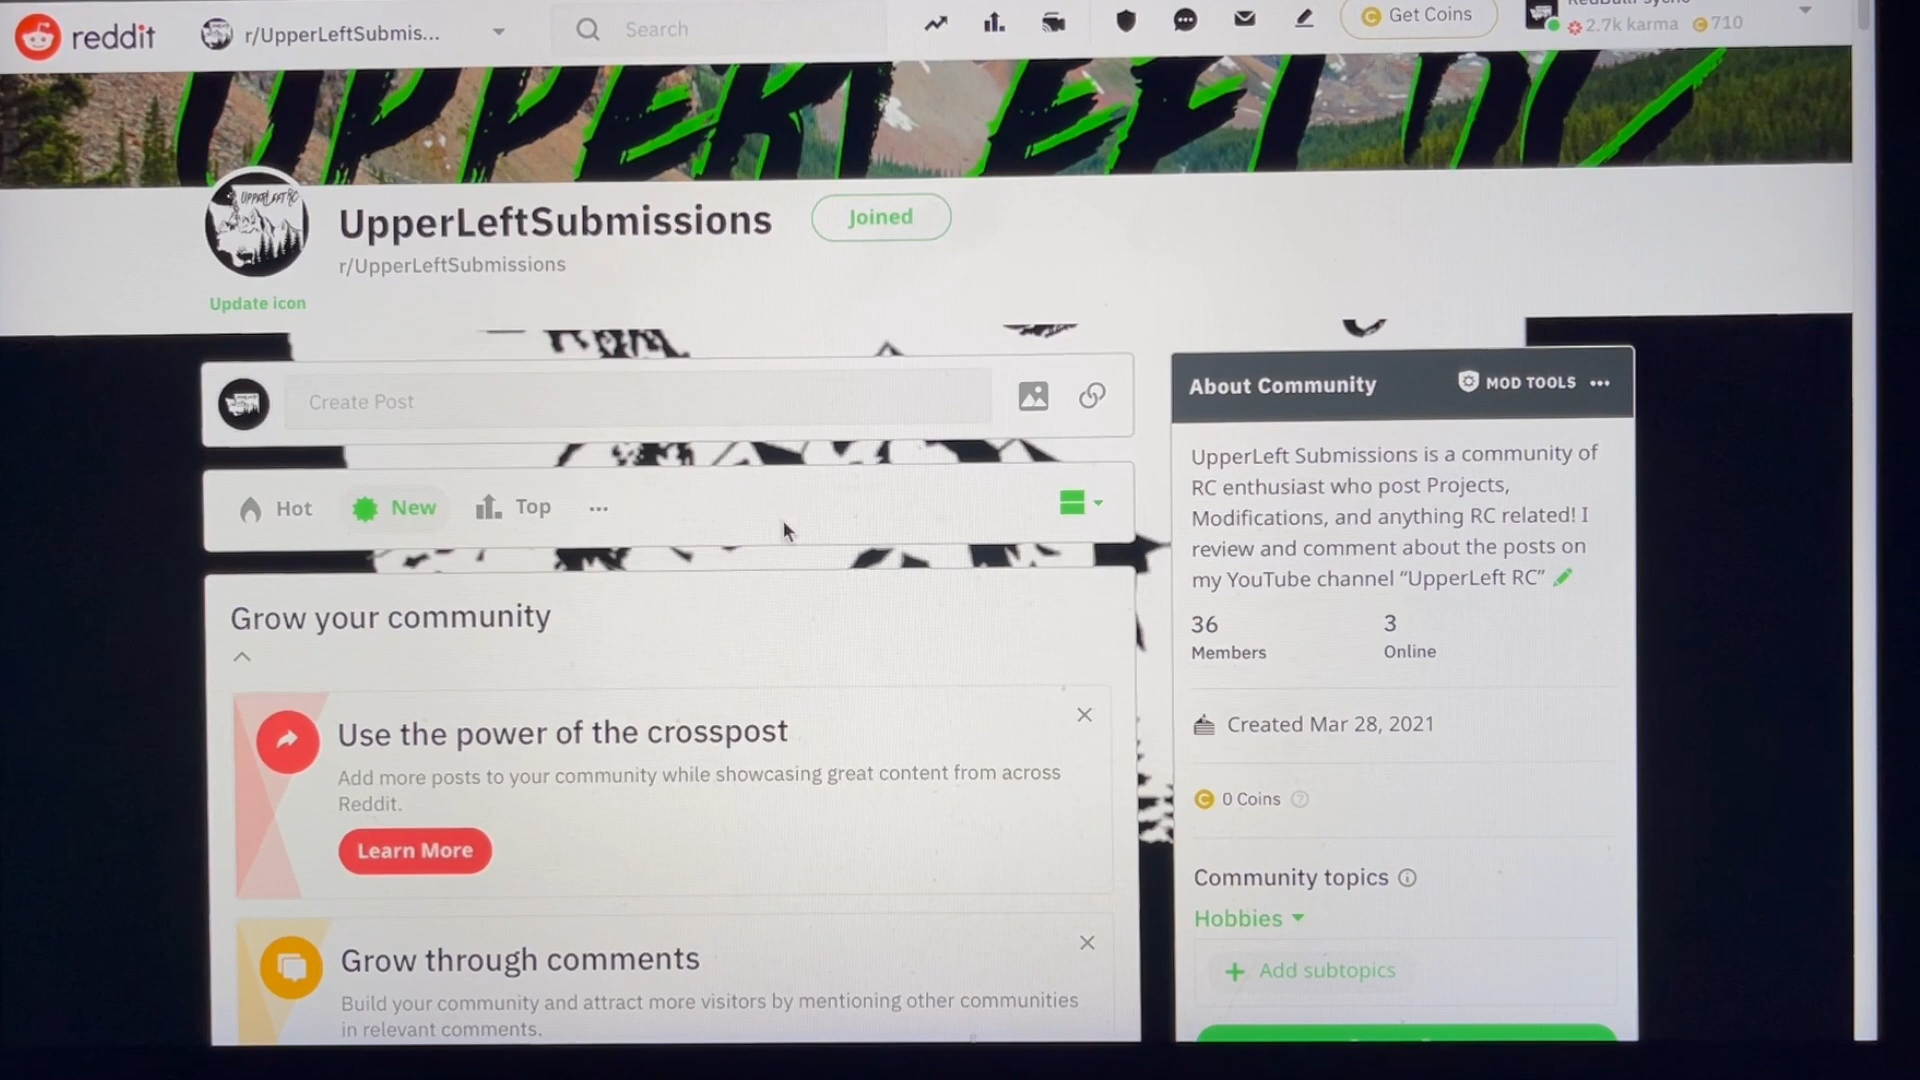 reddit
r/UpperLeftSubmis...
Search
Get Coins
2.7k karma
710
UPPERLEFT RC
UPPERLEFT RC
UpperLeftSubmissions
Joined
r/UpperLeftSubmissions
Update icon
Create Post
Hot
New
Top
...
Grow your community
Use the power of the crosspost
Add more posts to your community while showcasing great content from across
Reddit.
Learn More
Grow through comments
Build your community and attract more visitors by mentioning other communities
in relevant comments.
About Community
MOD TOOLS
UpperLeft Submissions is a community of
RC enthusiast who post Projects,
Modifications, and anything RC related! I
review and comment about the posts on
my YouTube channel “UpperLeft RC”
36
Members
3
Online
Created Mar 28, 2021
0 Coins
Community topics
Hobbies
Add subtopics